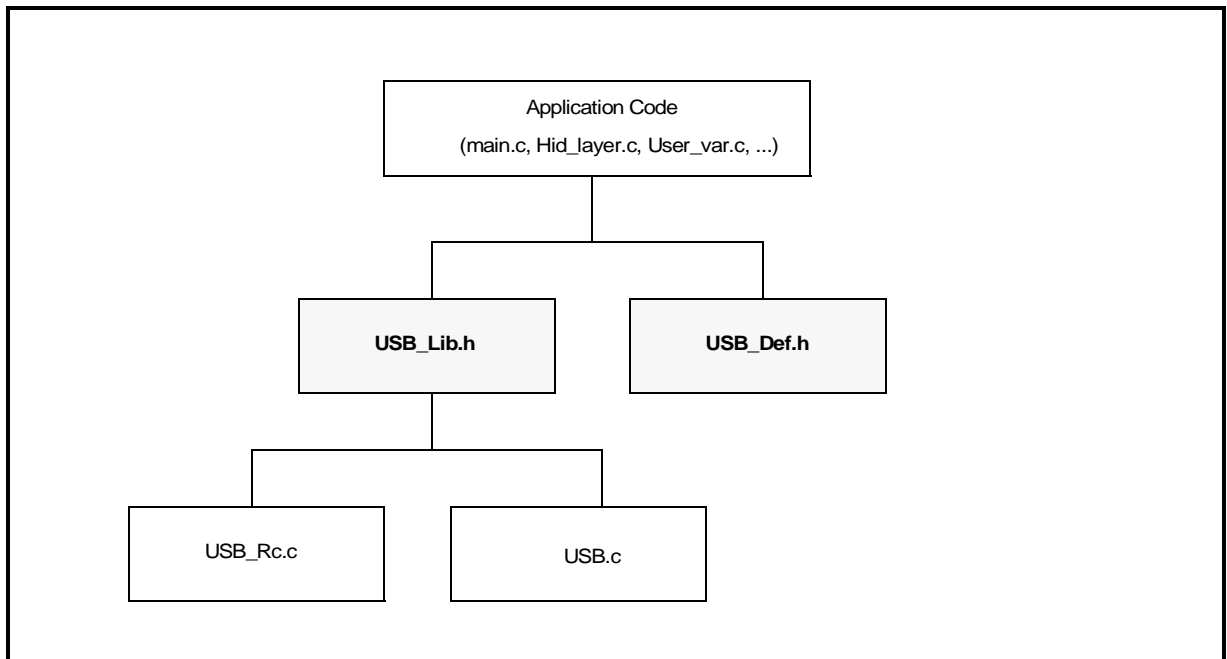 Application Code
(main.c, Hid_layer.c, User_var.c, ...)
USB_Lib.h
USB_Def.h
USB_Rc.c
USB.c